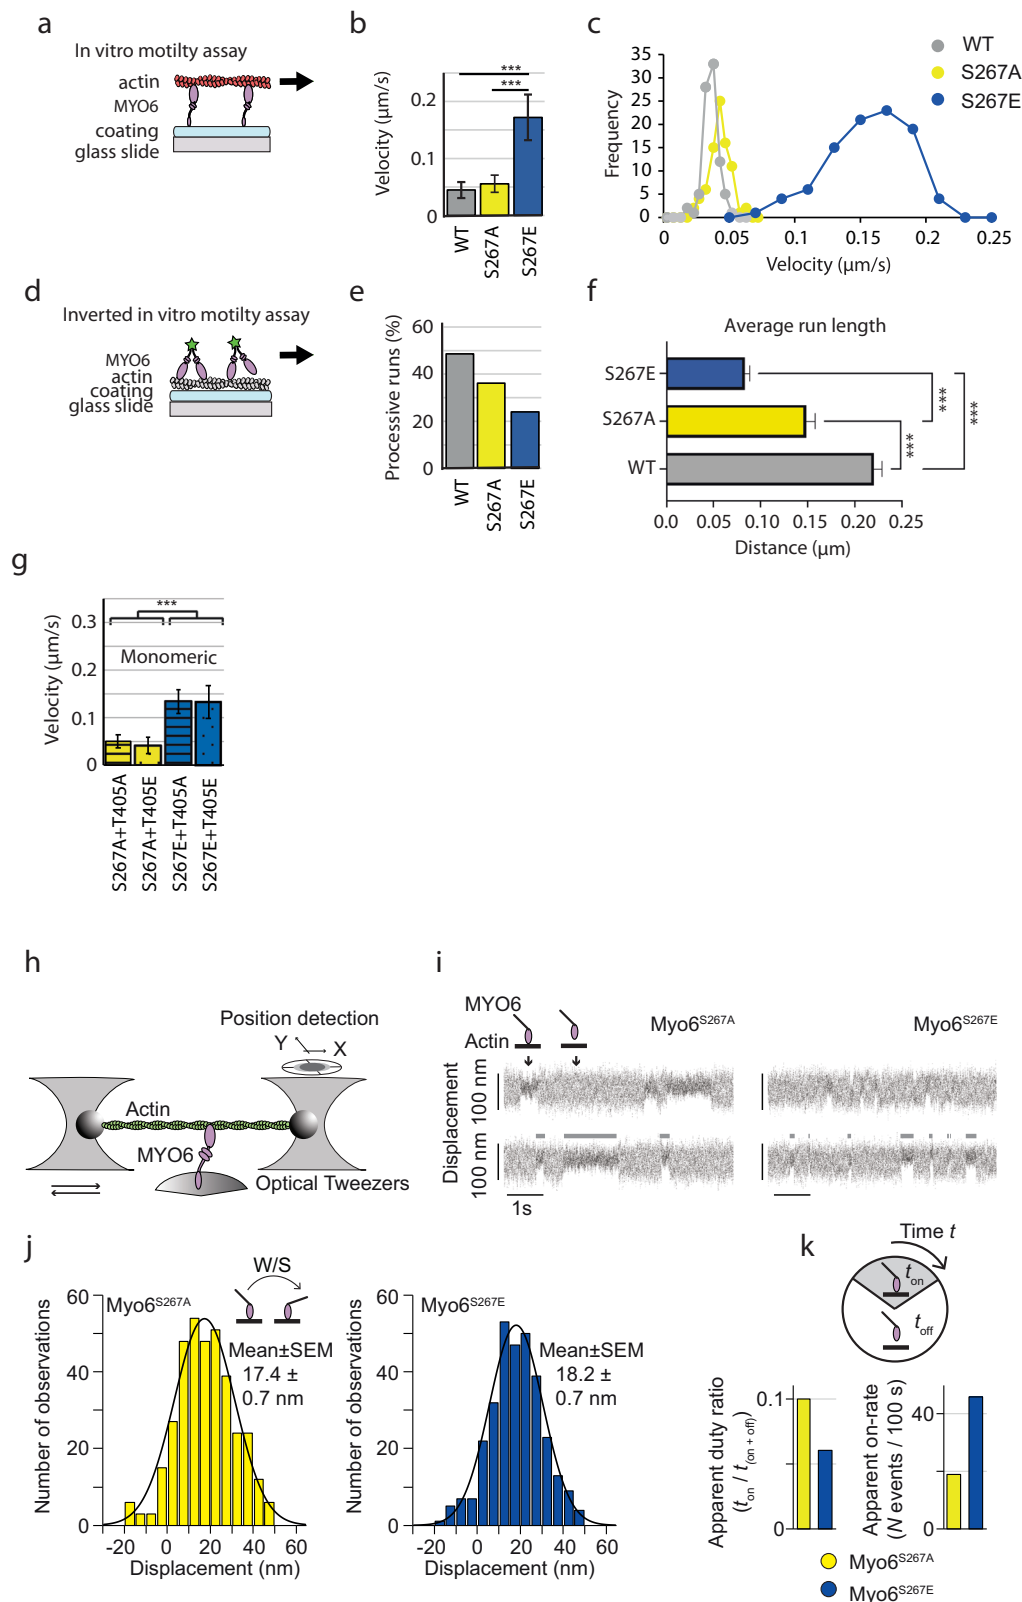 a
In vitro motilty assay
actin
MYO6
coating
glass slide
b
Velocity (μm/s)
0.2
0.1
0
***
***
WT
S267A
S267E
c
Frequency
35
30
25
20
15
10
5
0
0
0.05
0.1
0.15
0.2
0.25
Velocity (μm/s)
WT
S267A
S267E
d
Inverted in vitro motilty assay
MYO6
actin
coating
glass slide
e
Processive runs (%)
60
40
20
0
WT
S267A
S267E
f
Average run length
S267E
S267A
WT
***
***
***
0.0
0.05
0.10
0.15
0.20
0.25
Distance (μm)
g
Velocity (μm/s)
0.3
0.2
0.1
0
***
Monomeric
S267A+T405A
S267A+T405E
S267E+T405A
S267E+T405E
h
Position detection
Y
X
Actin
MYO6
Optical Tweezers
i
MYO6
Actin
Myo6S267A
Myo6S267E
Displacement
100 nm
100 nm
1s
j
W/S
Number of observations
60
40
20
0
Myo6S267A
Mean±SEM
17.4 ±
0.7 nm
-20
0
20
40
Displacement (nm)
Number of observations
60
40
20
0
Myo6S267E
Mean±SEM
18.2 ±
0.7 nm
-20
0
20
40
60
Displacement (nm)
k
Time t
ton
toff
Apparent duty ratio
(ton / t(on + off))
0.1
0
Apparent on-rate
(N events / 100 s)
40
0
Myo6S267A
Myo6S267E